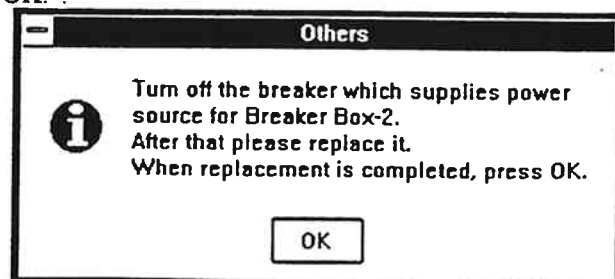 Others
Turn off the breaker which supplies power
source for Breaker Box-2.
After that please replace it.
When replacement is completed, press OK.
OK